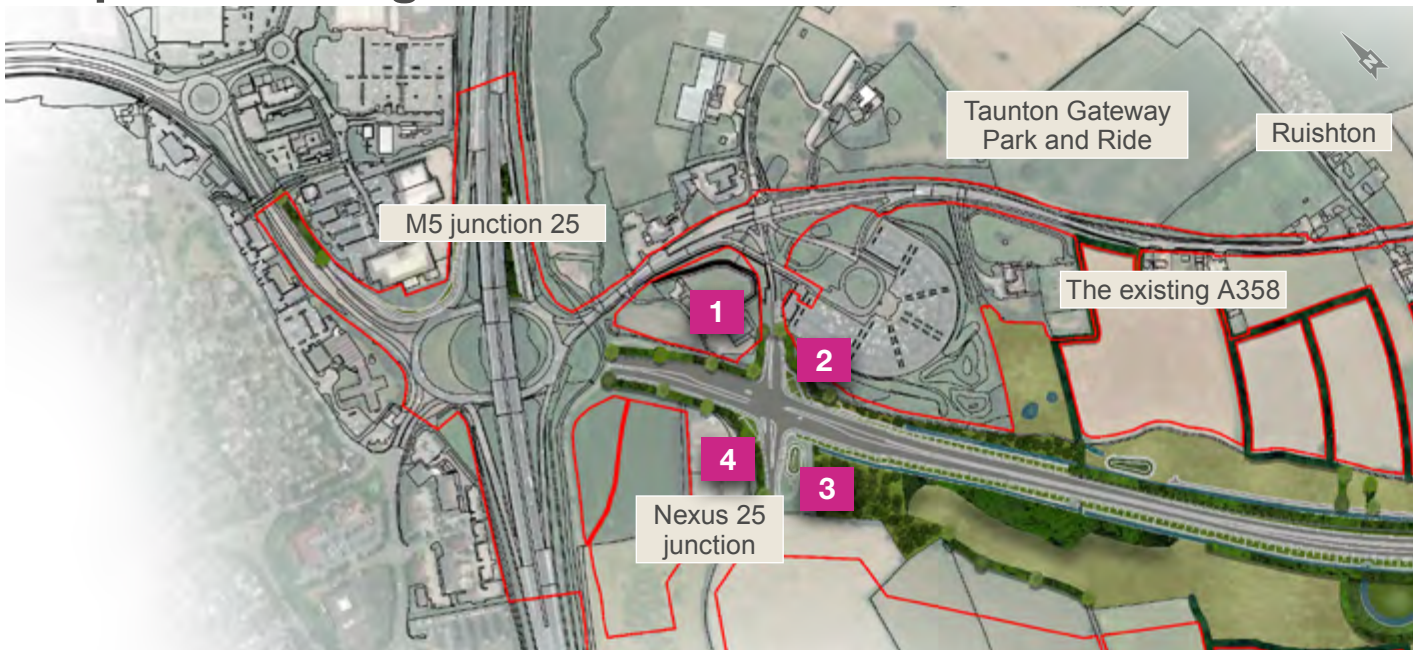 N
Taunton Gateway
Park and Ride
Ruishton
M5 junction 25
The existing A358
1
2
4
3
Nexus 25
junction